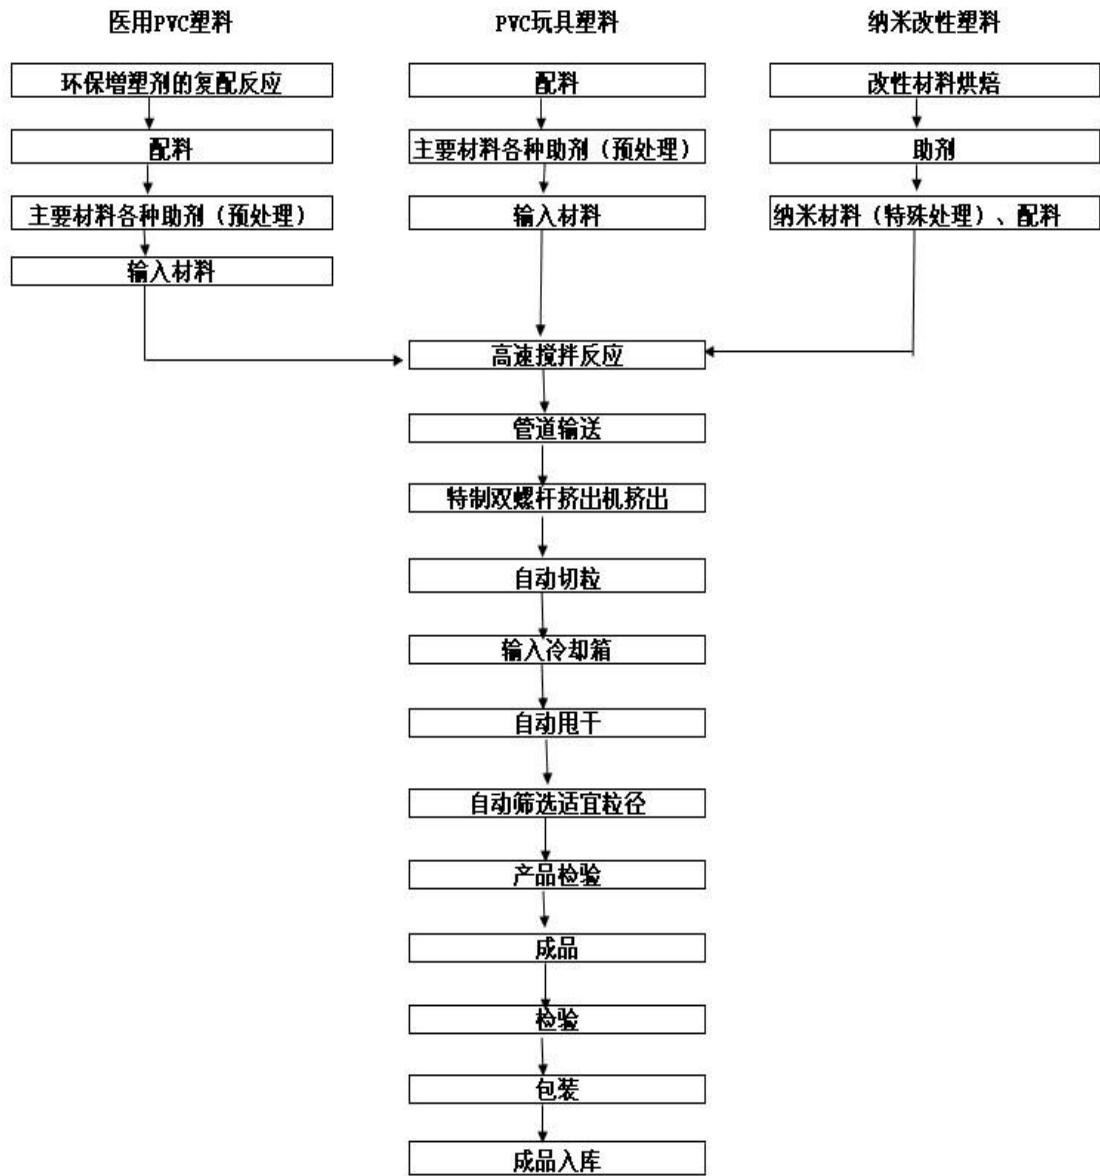 医用PVC塑料
环保增塑剂的复配反应
配料
主要材料各种助剂（预处理）
输入材料
PVC玩具塑料
配料
主要材料各种助剂（预处理）
输入材料
纳米改性塑料
改性材料烘焙
助剂
纳米材料（特殊处理）、配料
高速搅拌反应
管道输送
特制双螺杆挤出机挤出
自动切粒
输入冷却箱
自动甩干
自动筛选适宜粒径
产品检验
成品
检验
包装
成品入库